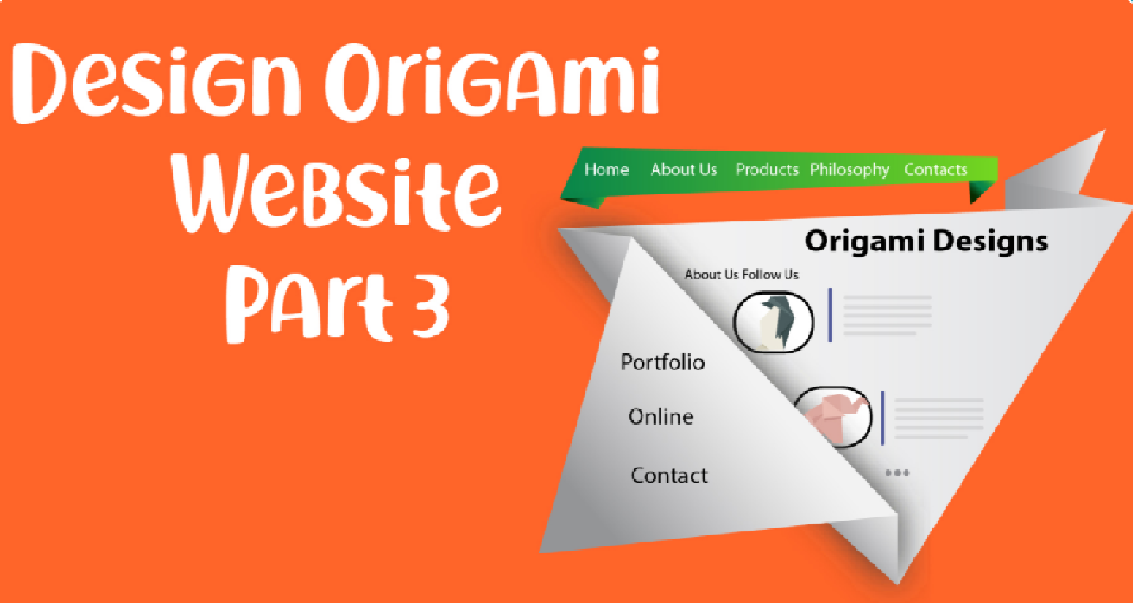 Design Origami
Website
Part 3
Home About Us Products Philosophy Contacts
Origami Designs
About Us Follow Us
Portfolio
Online
Contact